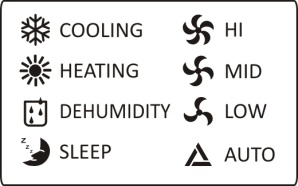 COOLING HI
HEATING MID
DEHUMIDITY LOW
SLEEP AUTO